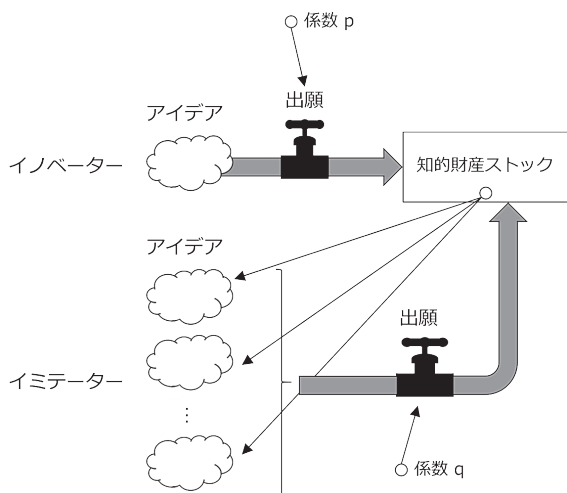 係数 p
出願
アイデア
イノベーター
知的財産ストック
アイデア
出願
イミテーター
⋮
係数 q